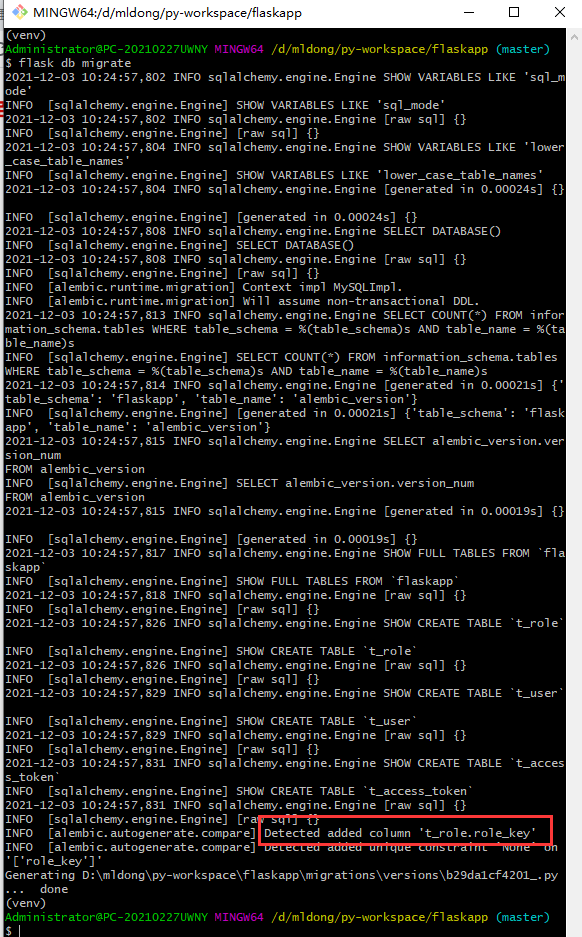 MINGW64:/d/mldong/py-workspace/flaskapp
(venv)
Administrator@PC-20210227UWNY MINGW64 /d/mldong/py-workspace/flaskapp (master)
$ flask db migrate
2021-12-03 10:24:57,802 INFO sqlalchemy.engine.Engine SHOW VARIABLES LIKE 'sql_m
ode'
INFO  [sqlalchemy.engine.Engine] SHOW VARIABLES LIKE 'sql_mode'
2021-12-03 10:24:57,802 INFO sqlalchemy.engine.Engine [raw sql] {}
INFO  [sqlalchemy.engine.Engine] [raw sql] {}
2021-12-03 10:24:57,804 INFO sqlalchemy.engine.Engine SHOW VARIABLES LIKE 'lower
_case_table_names'
INFO  [sqlalchemy.engine.Engine] SHOW VARIABLES LIKE 'lower_case_table_names'
2021-12-03 10:24:57,804 INFO sqlalchemy.engine.Engine [generated in 0.00024s] {}
INFO  [sqlalchemy.engine.Engine] [generated in 0.00024s] {}
2021-12-03 10:24:57,808 INFO sqlalchemy.engine.Engine SELECT DATABASE()
INFO  [sqlalchemy.engine.Engine] SELECT DATABASE()
2021-12-03 10:24:57,808 INFO sqlalchemy.engine.Engine [raw sql] {}
INFO  [sqlalchemy.engine.Engine] [raw sql] {}
INFO  [alembic.runtime.migration] Context impl MySQLImpl.
INFO  [alembic.runtime.migration] Will assume non-transactional DDL.
2021-12-03 10:24:57,813 INFO sqlalchemy.engine.Engine SELECT COUNT(*) FROM infor
mation_schema.tables WHERE table_schema = %(table_schema)s AND table_name = %(ta
ble_name)s
INFO  [sqlalchemy.engine.Engine] SELECT COUNT(*) FROM information_schema.tables
WHERE table_schema = %(table_schema)s AND table_name = %(table_name)s
2021-12-03 10:24:57,814 INFO sqlalchemy.engine.Engine [generated in 0.00021s] {'
table_schema': 'flaskapp', 'table_name': 'alembic_version'}
INFO  [sqlalchemy.engine.Engine] [generated in 0.00021s] {'table_schema': 'flask
app', 'table_name': 'alembic_version'}
2021-12-03 10:24:57,815 INFO sqlalchemy.engine.Engine SELECT alembic_version.ver
sion_num
FROM alembic_version
INFO  [sqlalchemy.engine.Engine] SELECT alembic_version.version_num
FROM alembic_version
2021-12-03 10:24:57,815 INFO sqlalchemy.engine.Engine [generated in 0.00019s] {}
INFO  [sqlalchemy.engine.Engine] [generated in 0.00019s] {}
2021-12-03 10:24:57,817 INFO sqlalchemy.engine.Engine SHOW FULL TABLES FROM `fla
skapp`
INFO  [sqlalchemy.engine.Engine] SHOW FULL TABLES FROM `flaskapp`
2021-12-03 10:24:57,818 INFO sqlalchemy.engine.Engine [raw sql] {}
INFO  [sqlalchemy.engine.Engine] [raw sql] {}
2021-12-03 10:24:57,826 INFO sqlalchemy.engine.Engine SHOW CREATE TABLE `t_role`
INFO  [sqlalchemy.engine.Engine] SHOW CREATE TABLE `t_role`
2021-12-03 10:24:57,826 INFO sqlalchemy.engine.Engine [raw sql] {}
INFO  [sqlalchemy.engine.Engine] [raw sql] {}
2021-12-03 10:24:57,829 INFO sqlalchemy.engine.Engine SHOW CREATE TABLE `t_user`
INFO  [sqlalchemy.engine.Engine] SHOW CREATE TABLE `t_user`
2021-12-03 10:24:57,829 INFO sqlalchemy.engine.Engine [raw sql] {}
INFO  [sqlalchemy.engine.Engine] [raw sql] {}
2021-12-03 10:24:57,831 INFO sqlalchemy.engine.Engine SHOW CREATE TABLE `t_acces
s_token`
INFO  [sqlalchemy.engine.Engine] SHOW CREATE TABLE `t_access_token`
2021-12-03 10:24:57,831 INFO sqlalchemy.engine.Engine [raw sql] {}
INFO  [sqlalchemy.engine.Engine] [raw sql] {}
INFO  [alembic.autogenerate.compare] Detected added column 't_role.role_key'
INFO  [alembic.autogenerate.compare] Detected added unique constraint 'None' on
'['role_key']'
Generating D:\mldong\py-workspace\flaskapp\migrations\versions\b29da1cf4201_.py
...  done
(venv)
Administrator@PC-20210227UWNY MINGW64 /d/mldong/py-workspace/flaskapp (master)
$